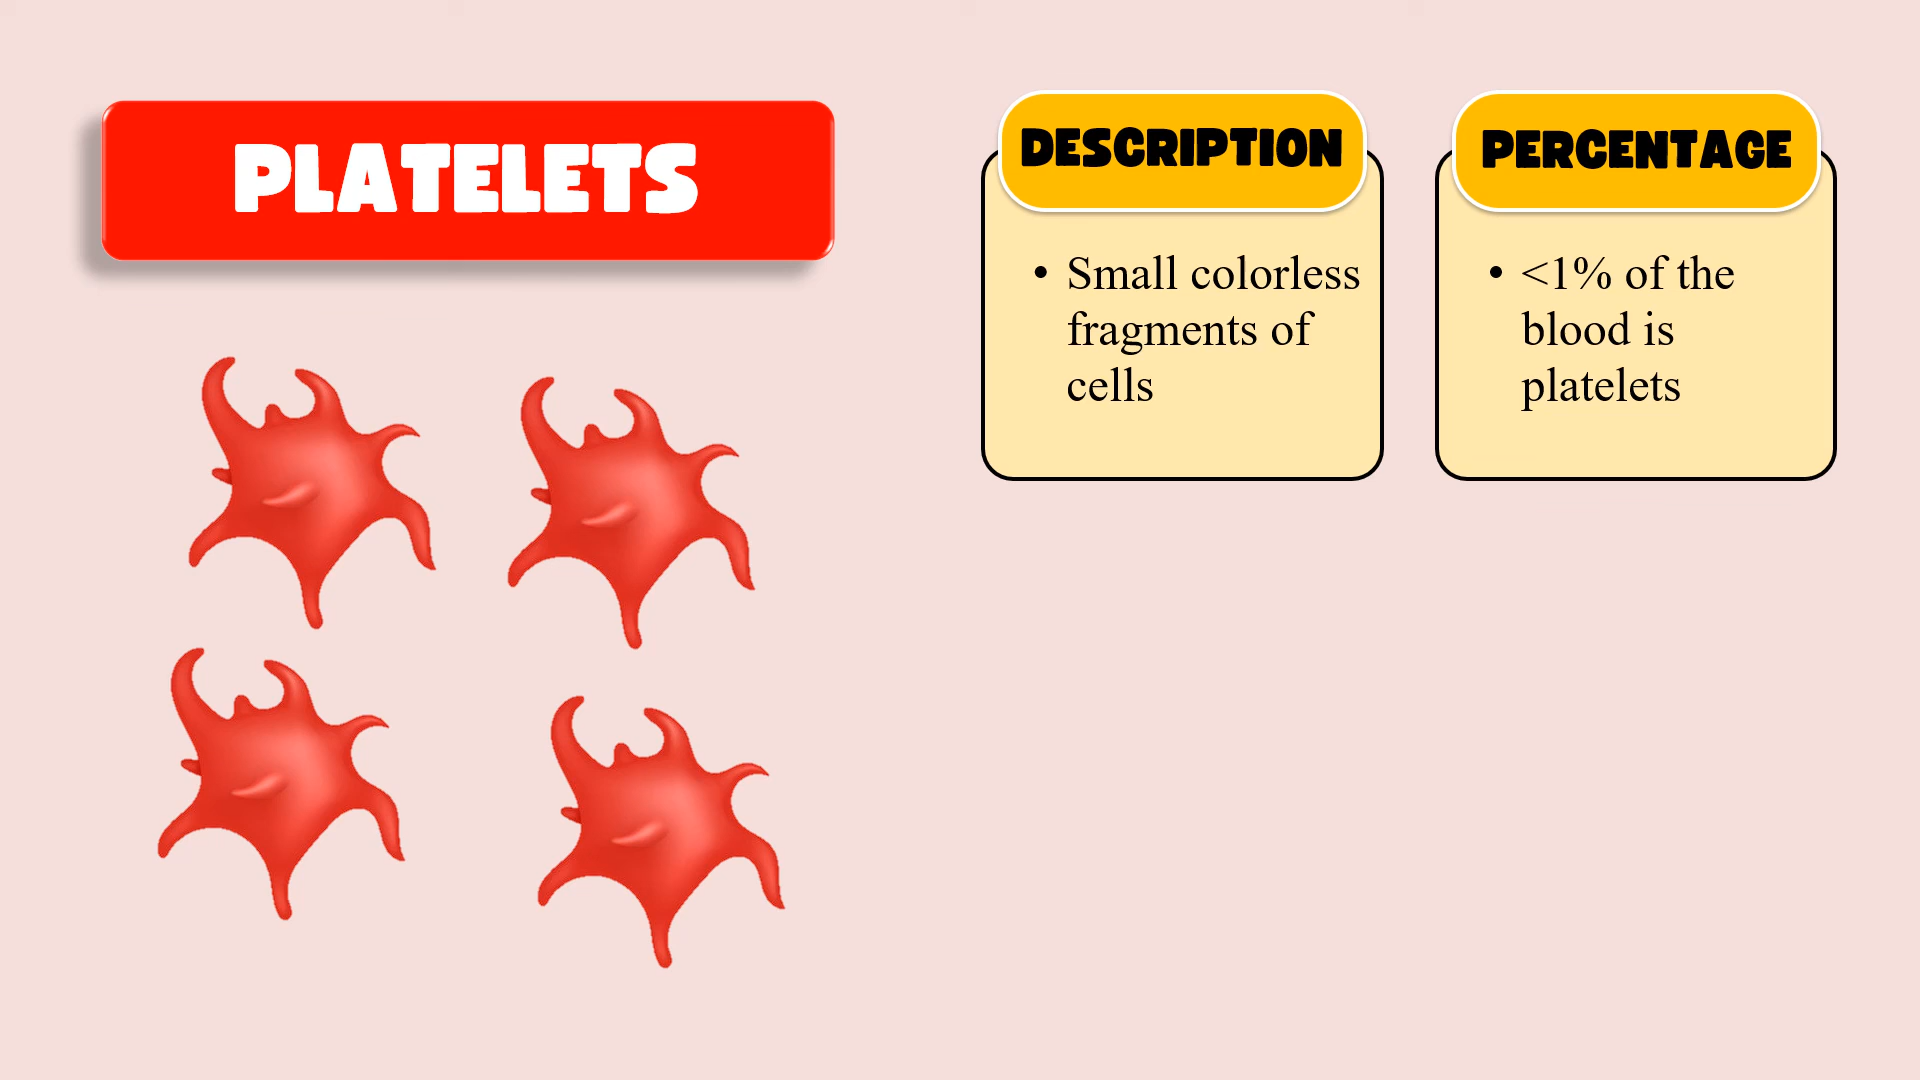 PLATELETS
DESCRIPTION
• Small colorless
fragments of
cells
PERCENTAGE
• <1% of the
blood is
platelets